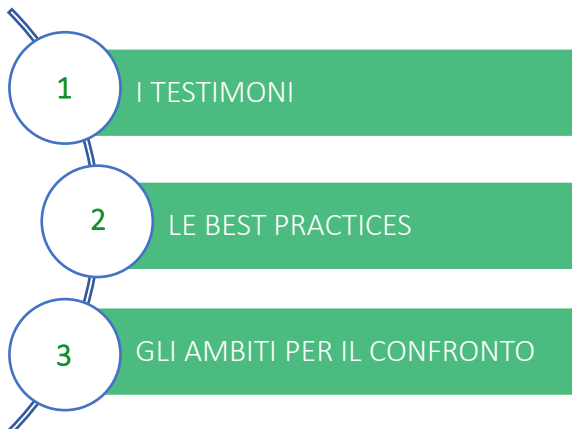 1
I TESTIMONI
2
LE BEST PRACTICES
3
GLI AMBITI PER IL CONFRONTO